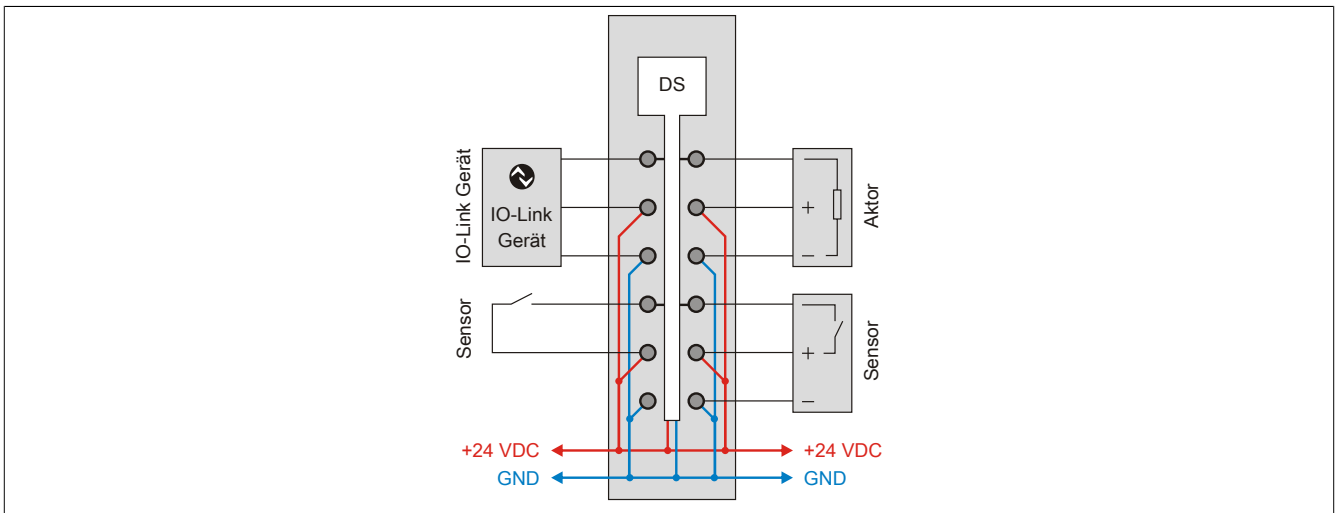 DS
IO-Link Gerät
IO-Link
Gerät
+
−
Aktor
Sensor
+
−
Sensor
+24 VDC
+24 VDC
GND
GND